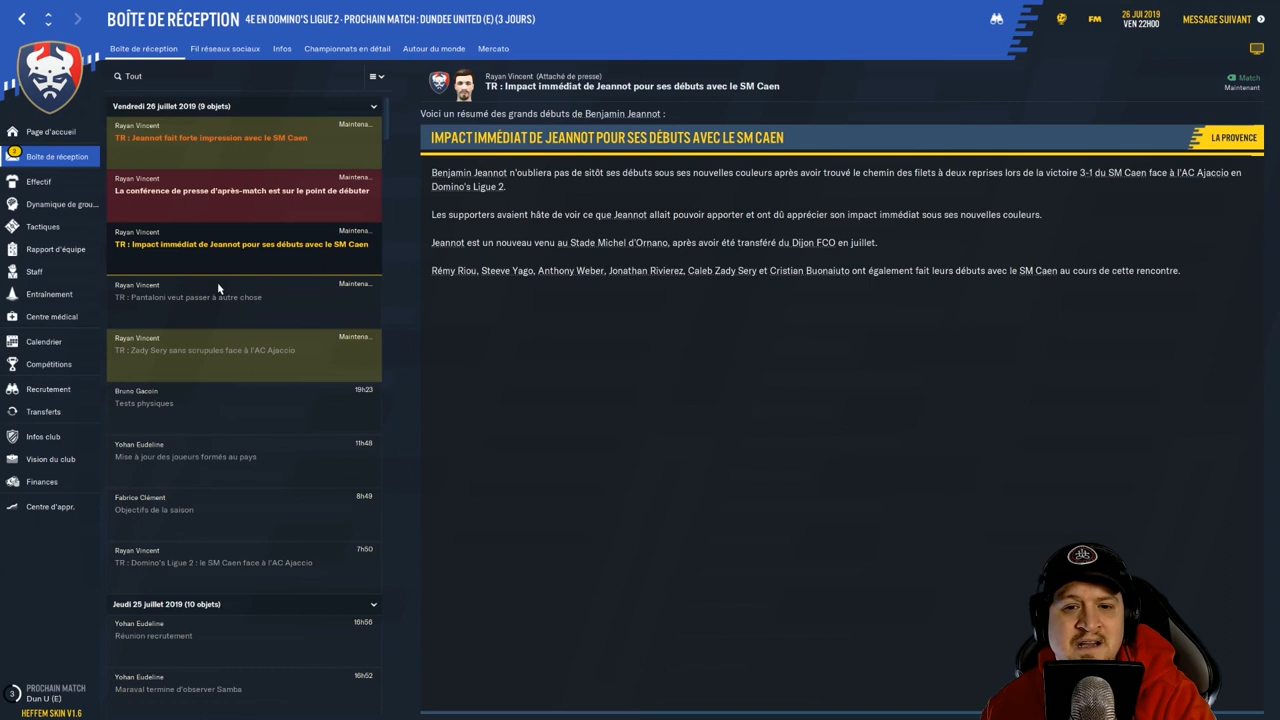 BOÎTE DE RÉCEPTION 4E EN DOMINO'S LIGUE 2 - PROCHAIN MATCH : DUNDEE UNITED (E) (3 JOURS)
FM
26 JUI 2019
VEN 22H00
MESSAGE SUIVANT
Boîte de réception Fil réseaux sociaux Infos Championnats en détail Autour du monde Mercato
Page d'accueil
2
Boîte de réception
Effectif
Dynamique de grou...
Tactiques
Rapport d'équipe
Staff
Entraînement
Centre médical
Calendrier
Compétitions
Recrutement
Transferts
Infos club
Vision du club
Finances
Centre d'appr.
3
PROCHAIN MATCH
Dun U (E)
HEFFEM SKIN V1.6
Tout
Vendredi 26 juillet 2019 (9 objets)
Rayan Vincent Maintena...
TR : Jeannot fait forte impression avec le SM Caen
Rayan Vincent Maintena...
La conférence de presse d'après-match est sur le point de débuter
Rayan Vincent Maintena...
TR : Impact immédiat de Jeannot pour ses débuts avec le SM Caen
Rayan Vincent Maintena...
TR : Pantaloni veut passer à autre chose
Rayan Vincent Maintena...
TR : Zady Sery sans scrupules face à l'AC Ajaccio
Bruno Gacoin 19h23
Tests physiques
Yohan Eudeline 11h48
Mise à jour des joueurs formés au pays
Fabrice Clément 8h49
Objectifs de la saison
Rayan Vincent 7h50
TR : Domino's Ligue 2 : le SM Caen face à l'AC Ajaccio
Jeudi 25 juillet 2019 (10 objets)
Yohan Eudeline 16h56
Réunion recrutement
Yohan Eudeline 16h52
Maraval termine d'observer Samba
Rayan Vincent (Attaché de presse)
TR : Impact immédiat de Jeannot pour ses débuts avec le SM Caen
Match
Maintenant
Voici un résumé des grands débuts de Benjamin Jeannot :
IMPACT IMMÉDIAT DE JEANNOT POUR SES DÉBUTS AVEC LE SM CAEN
LA PROVENCE
Benjamin Jeannot n'oubliera pas de sitôt ses débuts sous ses nouvelles couleurs après avoir trouvé le chemin des filets à deux reprises lors de la victoire 3-1 du SM Caen face à l'AC Ajaccio en
Domino's Ligue 2.
Les supporters avaient hâte de voir ce que Jeannot allait pouvoir apporter et ont dû apprécier son impact immédiat sous ses nouvelles couleurs.
Jeannot est un nouveau venu au Stade Michel d'Ornano, après avoir été transféré du Dijon FCO en juillet.
Rémy Riou, Steeve Yago, Anthony Weber, Jonathan Rivierez, Caleb Zady Sery et Cristian Buonaiuto ont également fait leurs débuts avec le SM Caen au cours de cette rencontre.